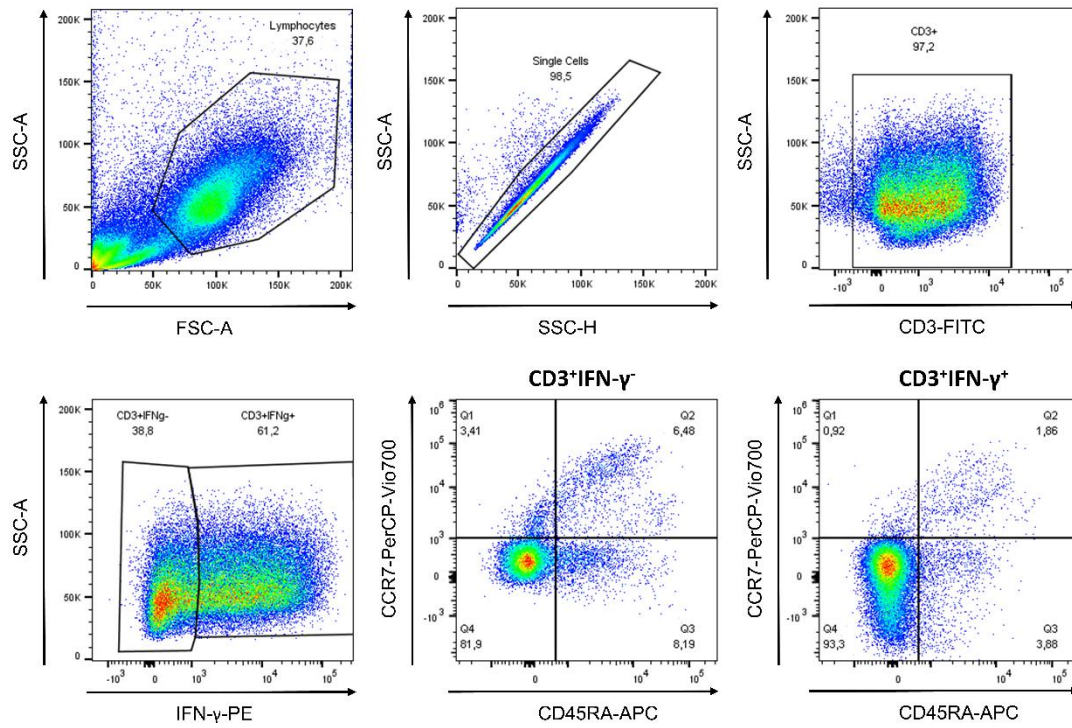 200K
150K
100K
50K
0
SSC-A
Lymphocytes
37,6
0
50K
100K
150K
200K
FSC-A
200K
150K
100K
50K
0
SSC-A
Single Cells
98,5
0
50K
100K
150K
200K
SSC-H
200K
150K
100K
50K
0
SSC-A
CD3+
97,2
-10³
0
10³
10⁴
10⁵
CD3-FITC
200K
150K
100K
50K
0
SSC-A
CD3+IFNg-
38,8
CD3+IFNg+
61,2
-10³
0
10³
10⁴
10⁵
IFN-γ-PE
CD3⁺IFN-γ⁻
10⁶
10⁵
10⁴
10³
0
-10³
CCR7-PerCP-Vio700
Q1
3,41
Q2
6,48
Q4
81,9
Q3
8,19
0
10³
10⁴
10⁵
CD45RA-APC
CD3⁺IFN-γ⁺
10⁶
10⁵
10⁴
10³
0
-10³
CCR7-PerCP-Vio700
Q1
0,92
Q2
1,86
Q4
93,3
Q3
3,88
0
10³
10⁴
10⁵
CD45RA-APC